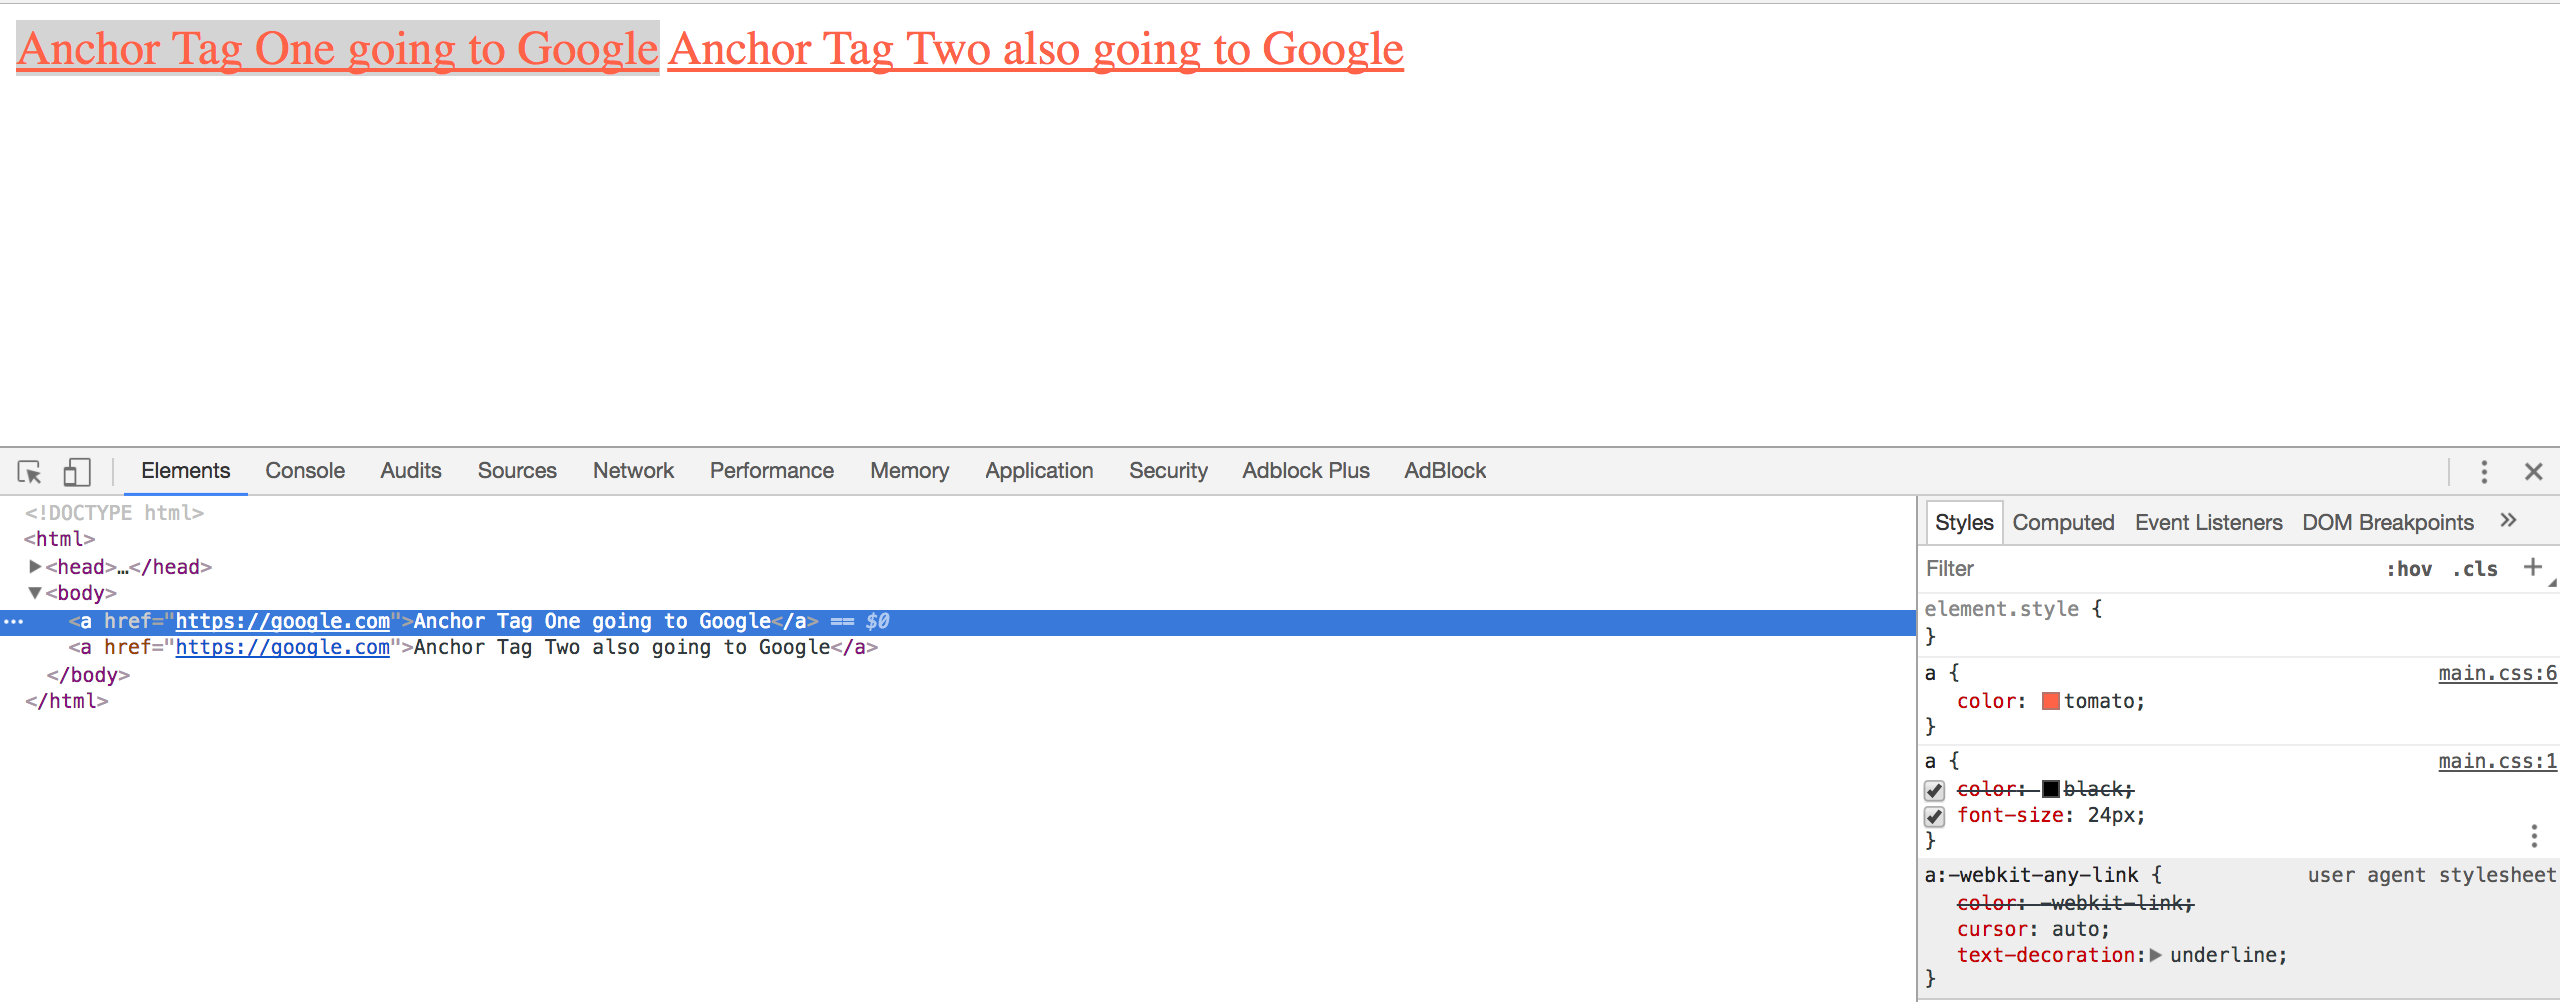 Anchor Tag One going to Google Anchor Tag Two also going to Google
Elements Console Audits Sources Network Performance Memory Application Security Adblock Plus AdBlock
<!DOCTYPE html>
<html>
<head>…</head>
<body>
<a href="https://google.com">Anchor Tag One going to Google</a> == $0
<a href="https://google.com">Anchor Tag Two also going to Google</a>
</body>
</html>
Styles Computed Event Listeners DOM Breakpoints »
Filter :hov .cls +
element.style {
}
a { main.css:6
color: tomato;
}
a { main.css:1
color: black;
font-size: 24px;
}
a:-webkit-any-link { user agent stylesheet
color: -webkit-link;
cursor: auto;
text-decoration: underline;
}